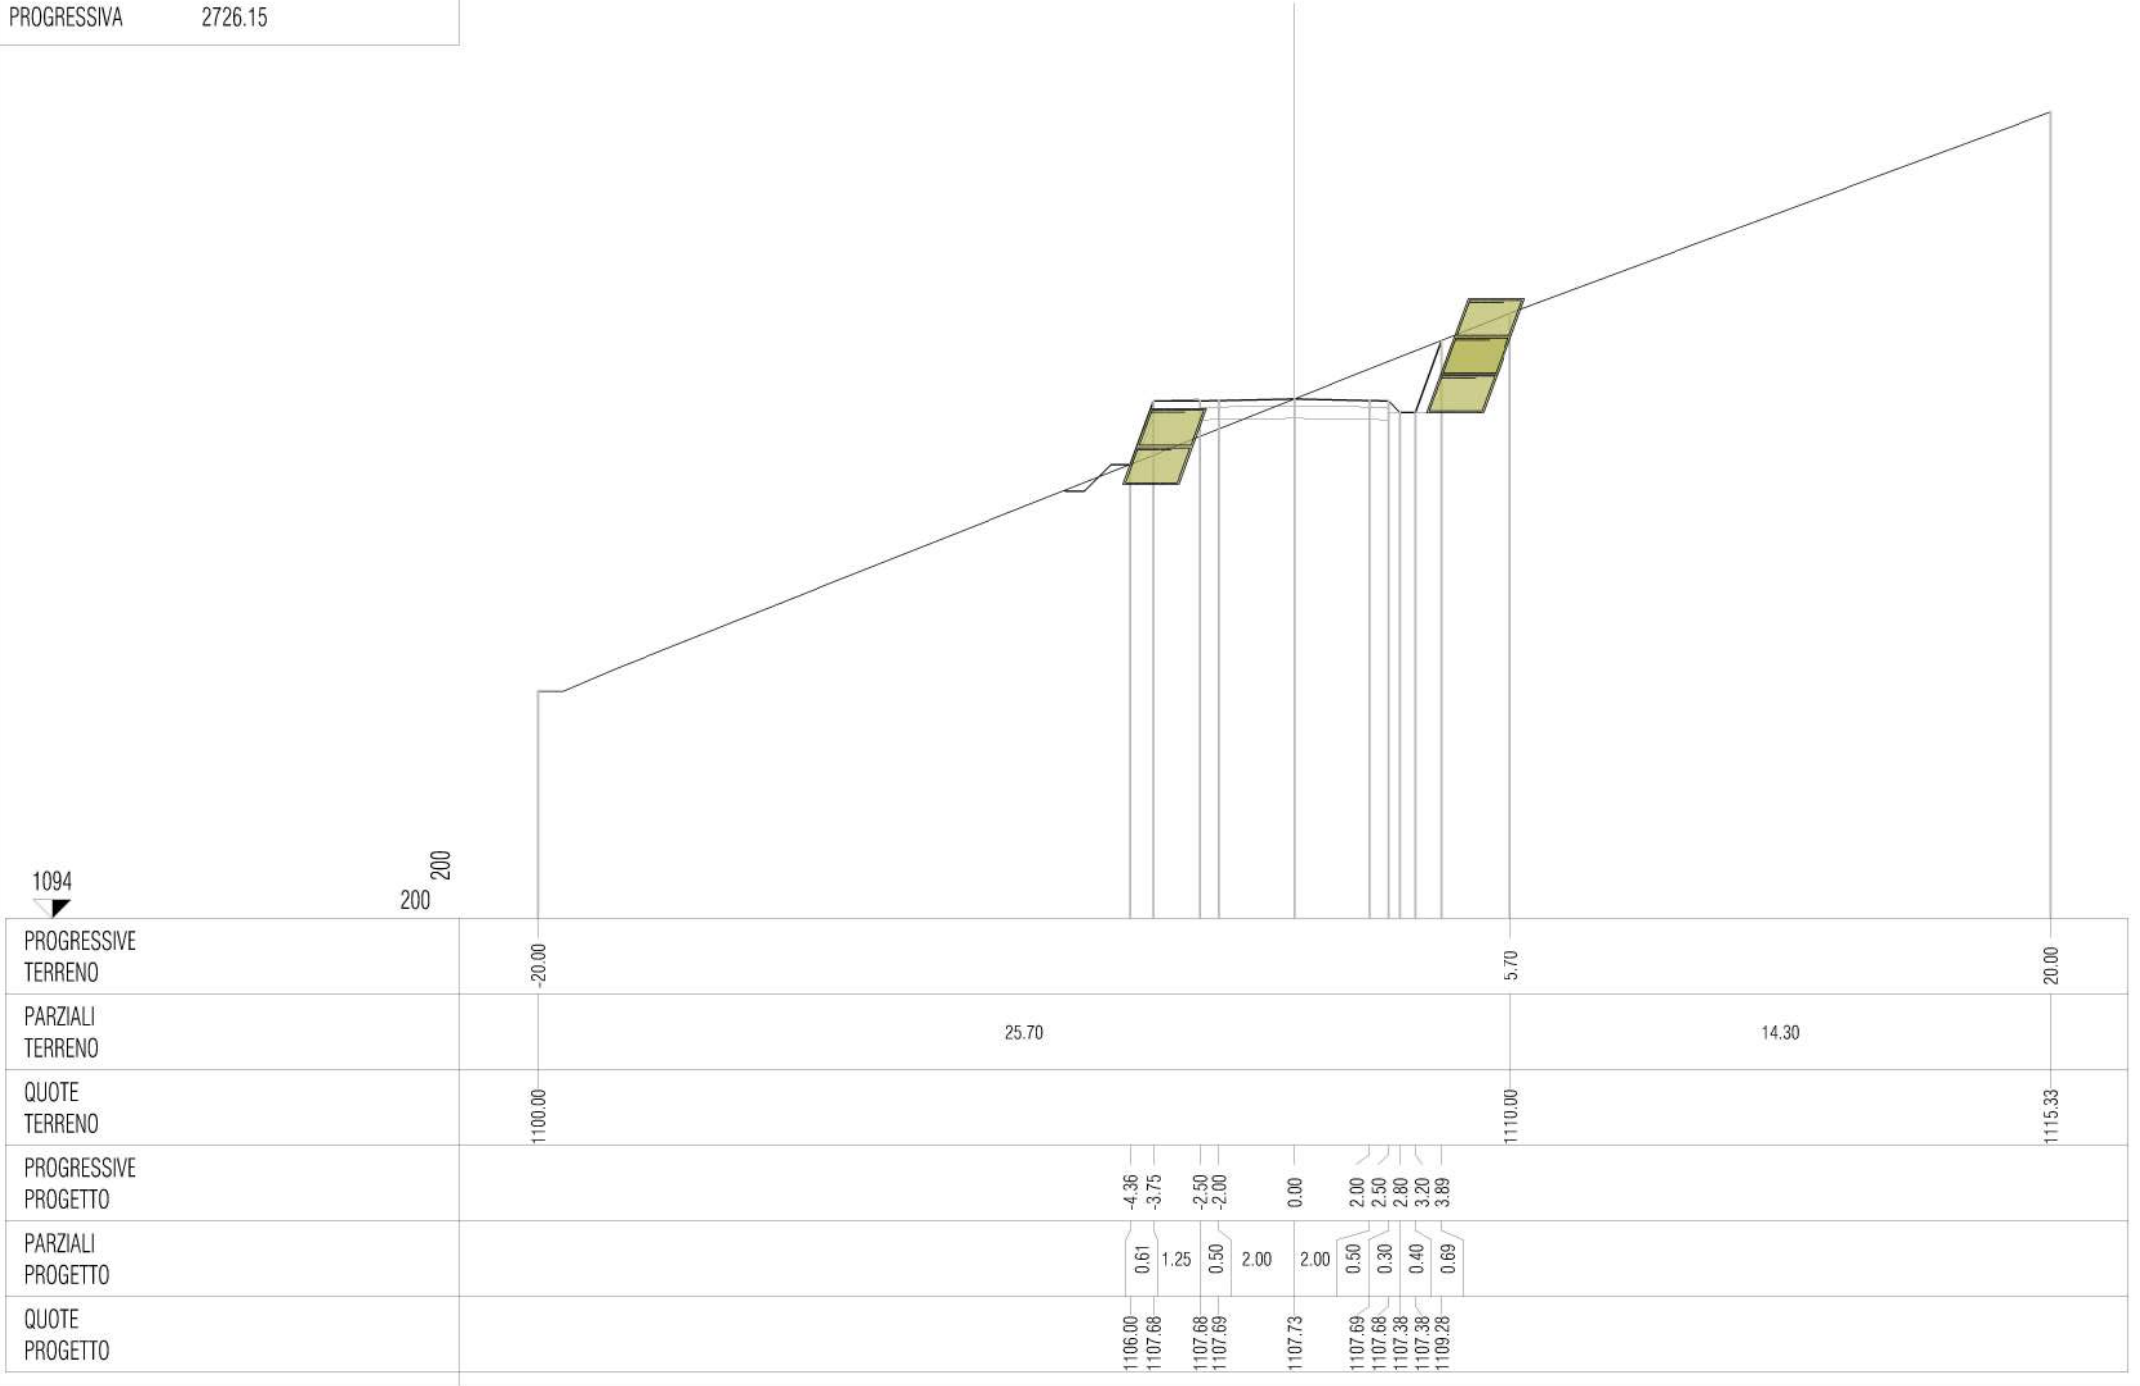 PROGRESSIVA 2726.15
200
1094
200
PROGRESSIVE
TERRENO
-20.00 5.70 20.00
PARZIALI
TERRENO
25.70 14.30
QUOTE
TERRENO
1100.00 1110.00 1115.33
PROGRESSIVE
PROGETTO
-4.36 -3.75 -2.50 -2.00 0.00 2.00 2.50 2.80 3.20 3.89
PARZIALI
PROGETTO
0.61 1.25 0.50 2.00 2.00 0.50 0.30 0.40 0.69
QUOTE
PROGETTO
1106.00 1107.68 1107.68 1107.69 1107.73 1107.69 1107.68 1107.38 1107.38 1109.28